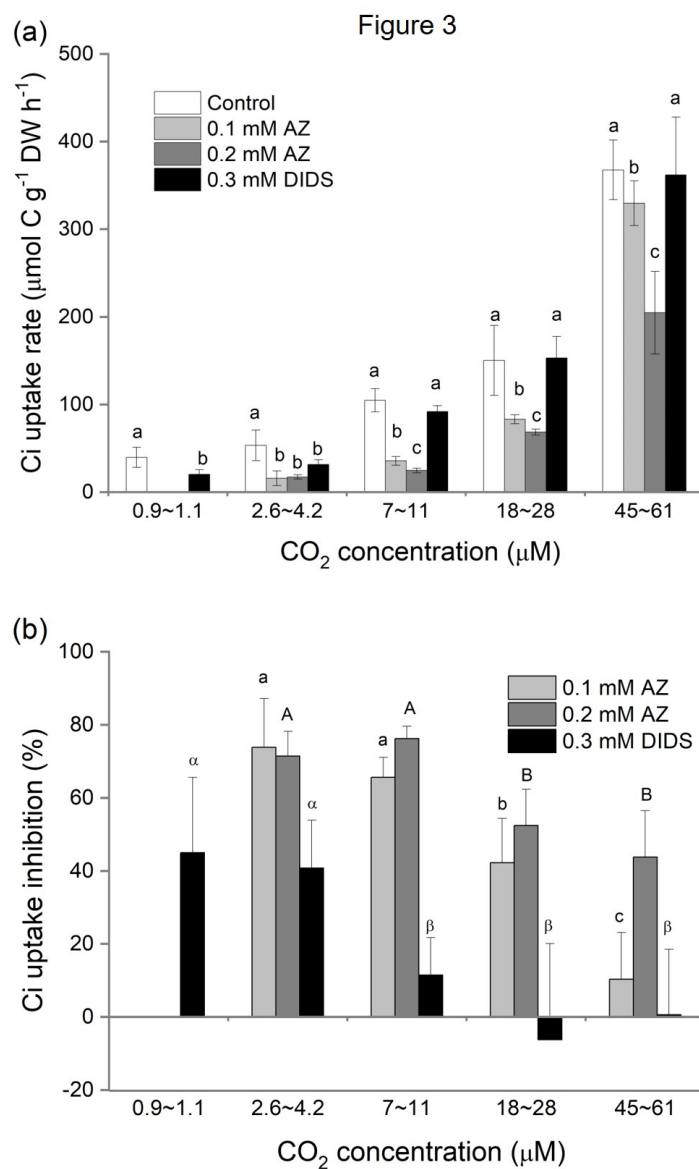 Figure 3
(a)
Control
0.1 mM AZ
0.2 mM AZ
0.3 mM DIDS
Ci uptake rate (μmol C g⁻¹ DW h⁻¹)
500
400
300
200
100
0
a b
a b b b
a b c a
a b c a
a b c a
0.9~1.1 2.6~4.2 7~11 18~28 45~61
CO₂ concentration (μM)
(b)
0.1 mM AZ
0.2 mM AZ
0.3 mM DIDS
Ci uptake inhibition (%)
100
80
60
40
20
0
-20
α
a A α
a A β
b B β
c B β
0.9~1.1 2.6~4.2 7~11 18~28 45~61
CO₂ concentration (μM)